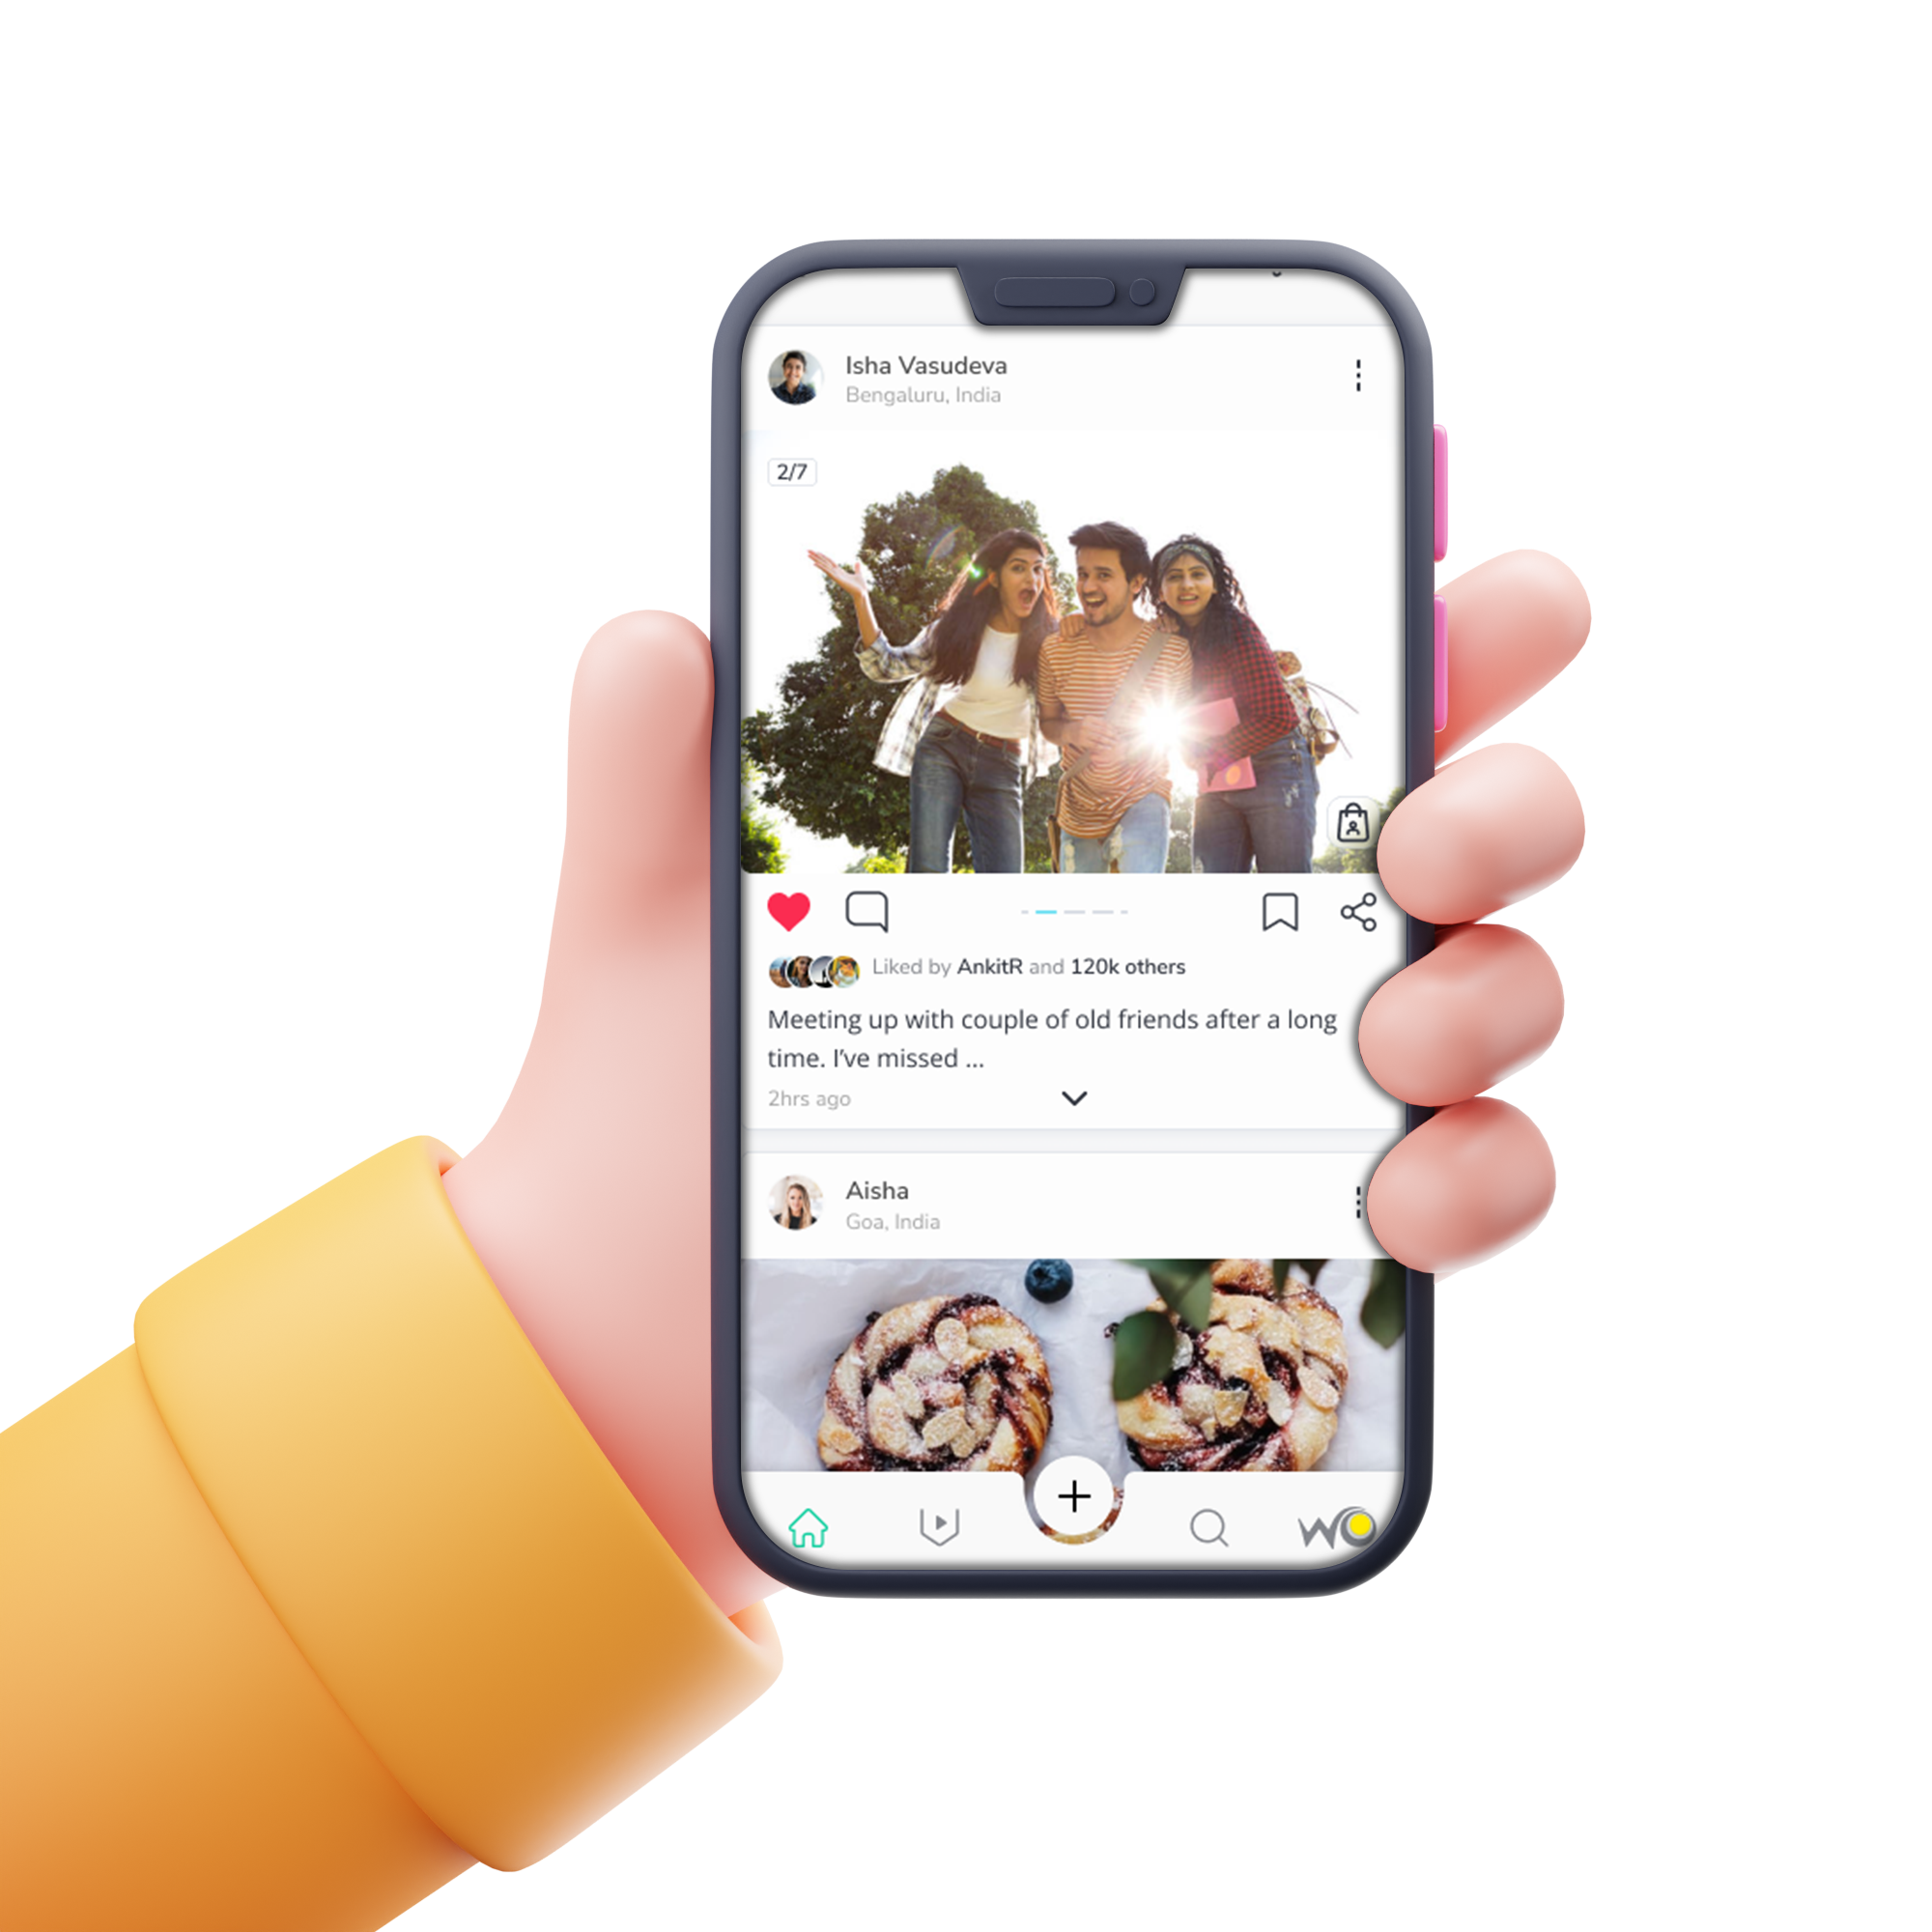 Isha Vasudeva
Bengaluru, India
2/7
Liked by AnkitR and 120k others
Meeting up with couple of old friends after a long
time. I've missed ...
2hrs ago
Aisha
Goa, India
WO